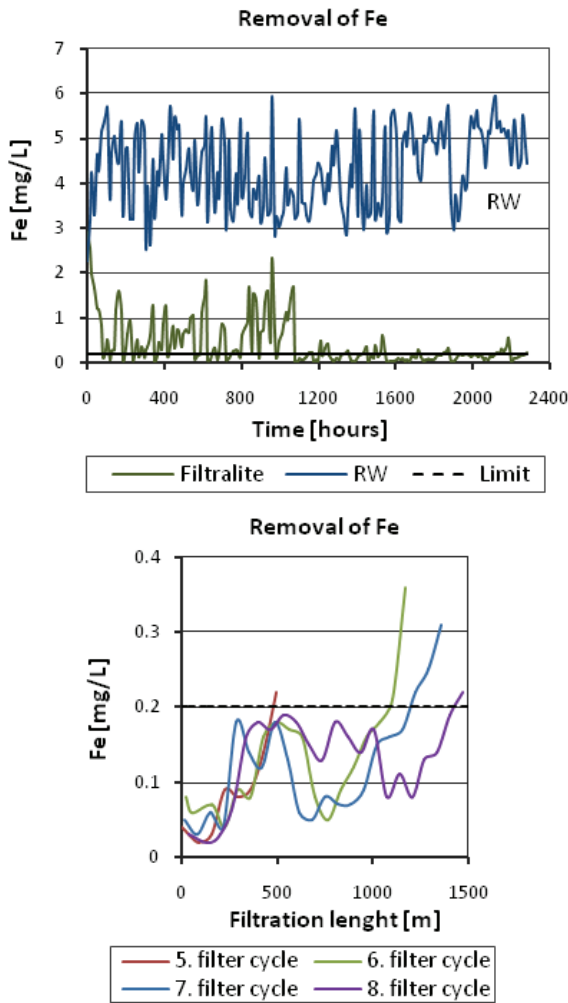 Removal of Fe
Fe [mg/L]
7
6
5
4
3
2
1
0
RW
0 400 800 1200 1600 2000 2400
Time [hours]
Filtralite RW Limit
Removal of Fe
Fe [mg/L]
0.4
0.3
0.2
0.1
0
0 500 1000 1500
Filtration lenght [m]
5. filter cycle 6. filter cycle
7. filter cycle 8. filter cycle